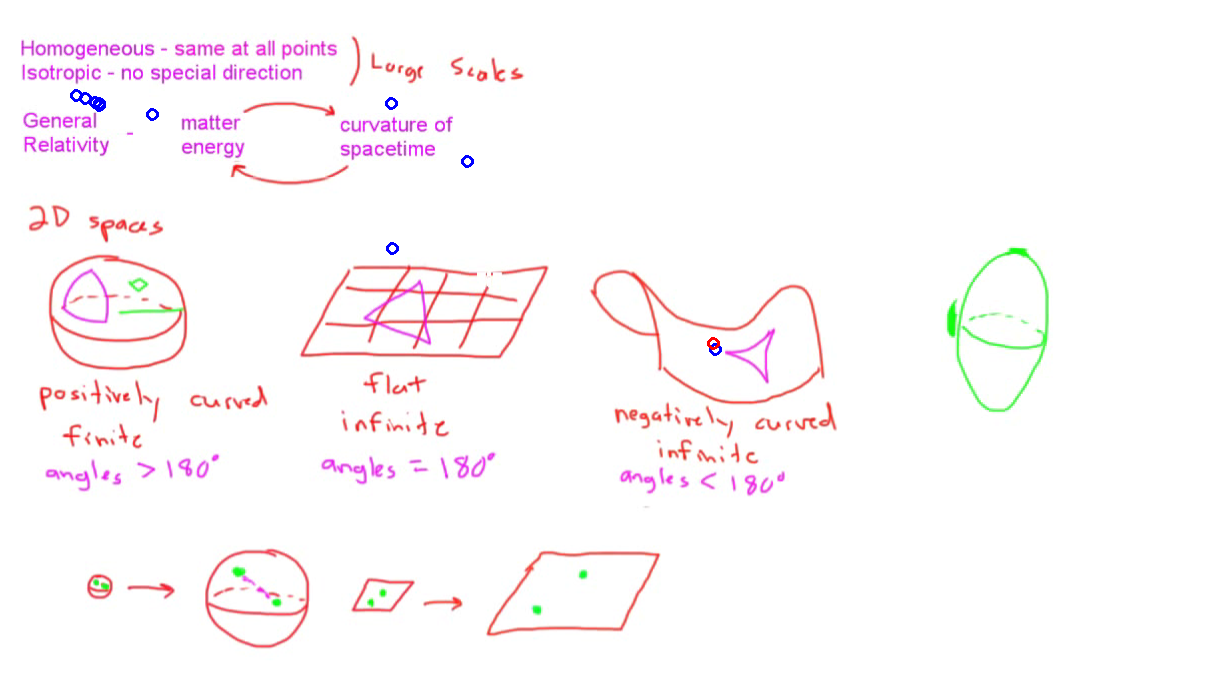 Homogeneous - same at all points
Isotropic - no special direction
Large Scales
General
Relativity -
matter
energy
curvature of
spacetime
2D spaces
positively curved
finite
angles > 180°
flat
infinite
angles = 180°
negatively curved
infinite
angles < 180°